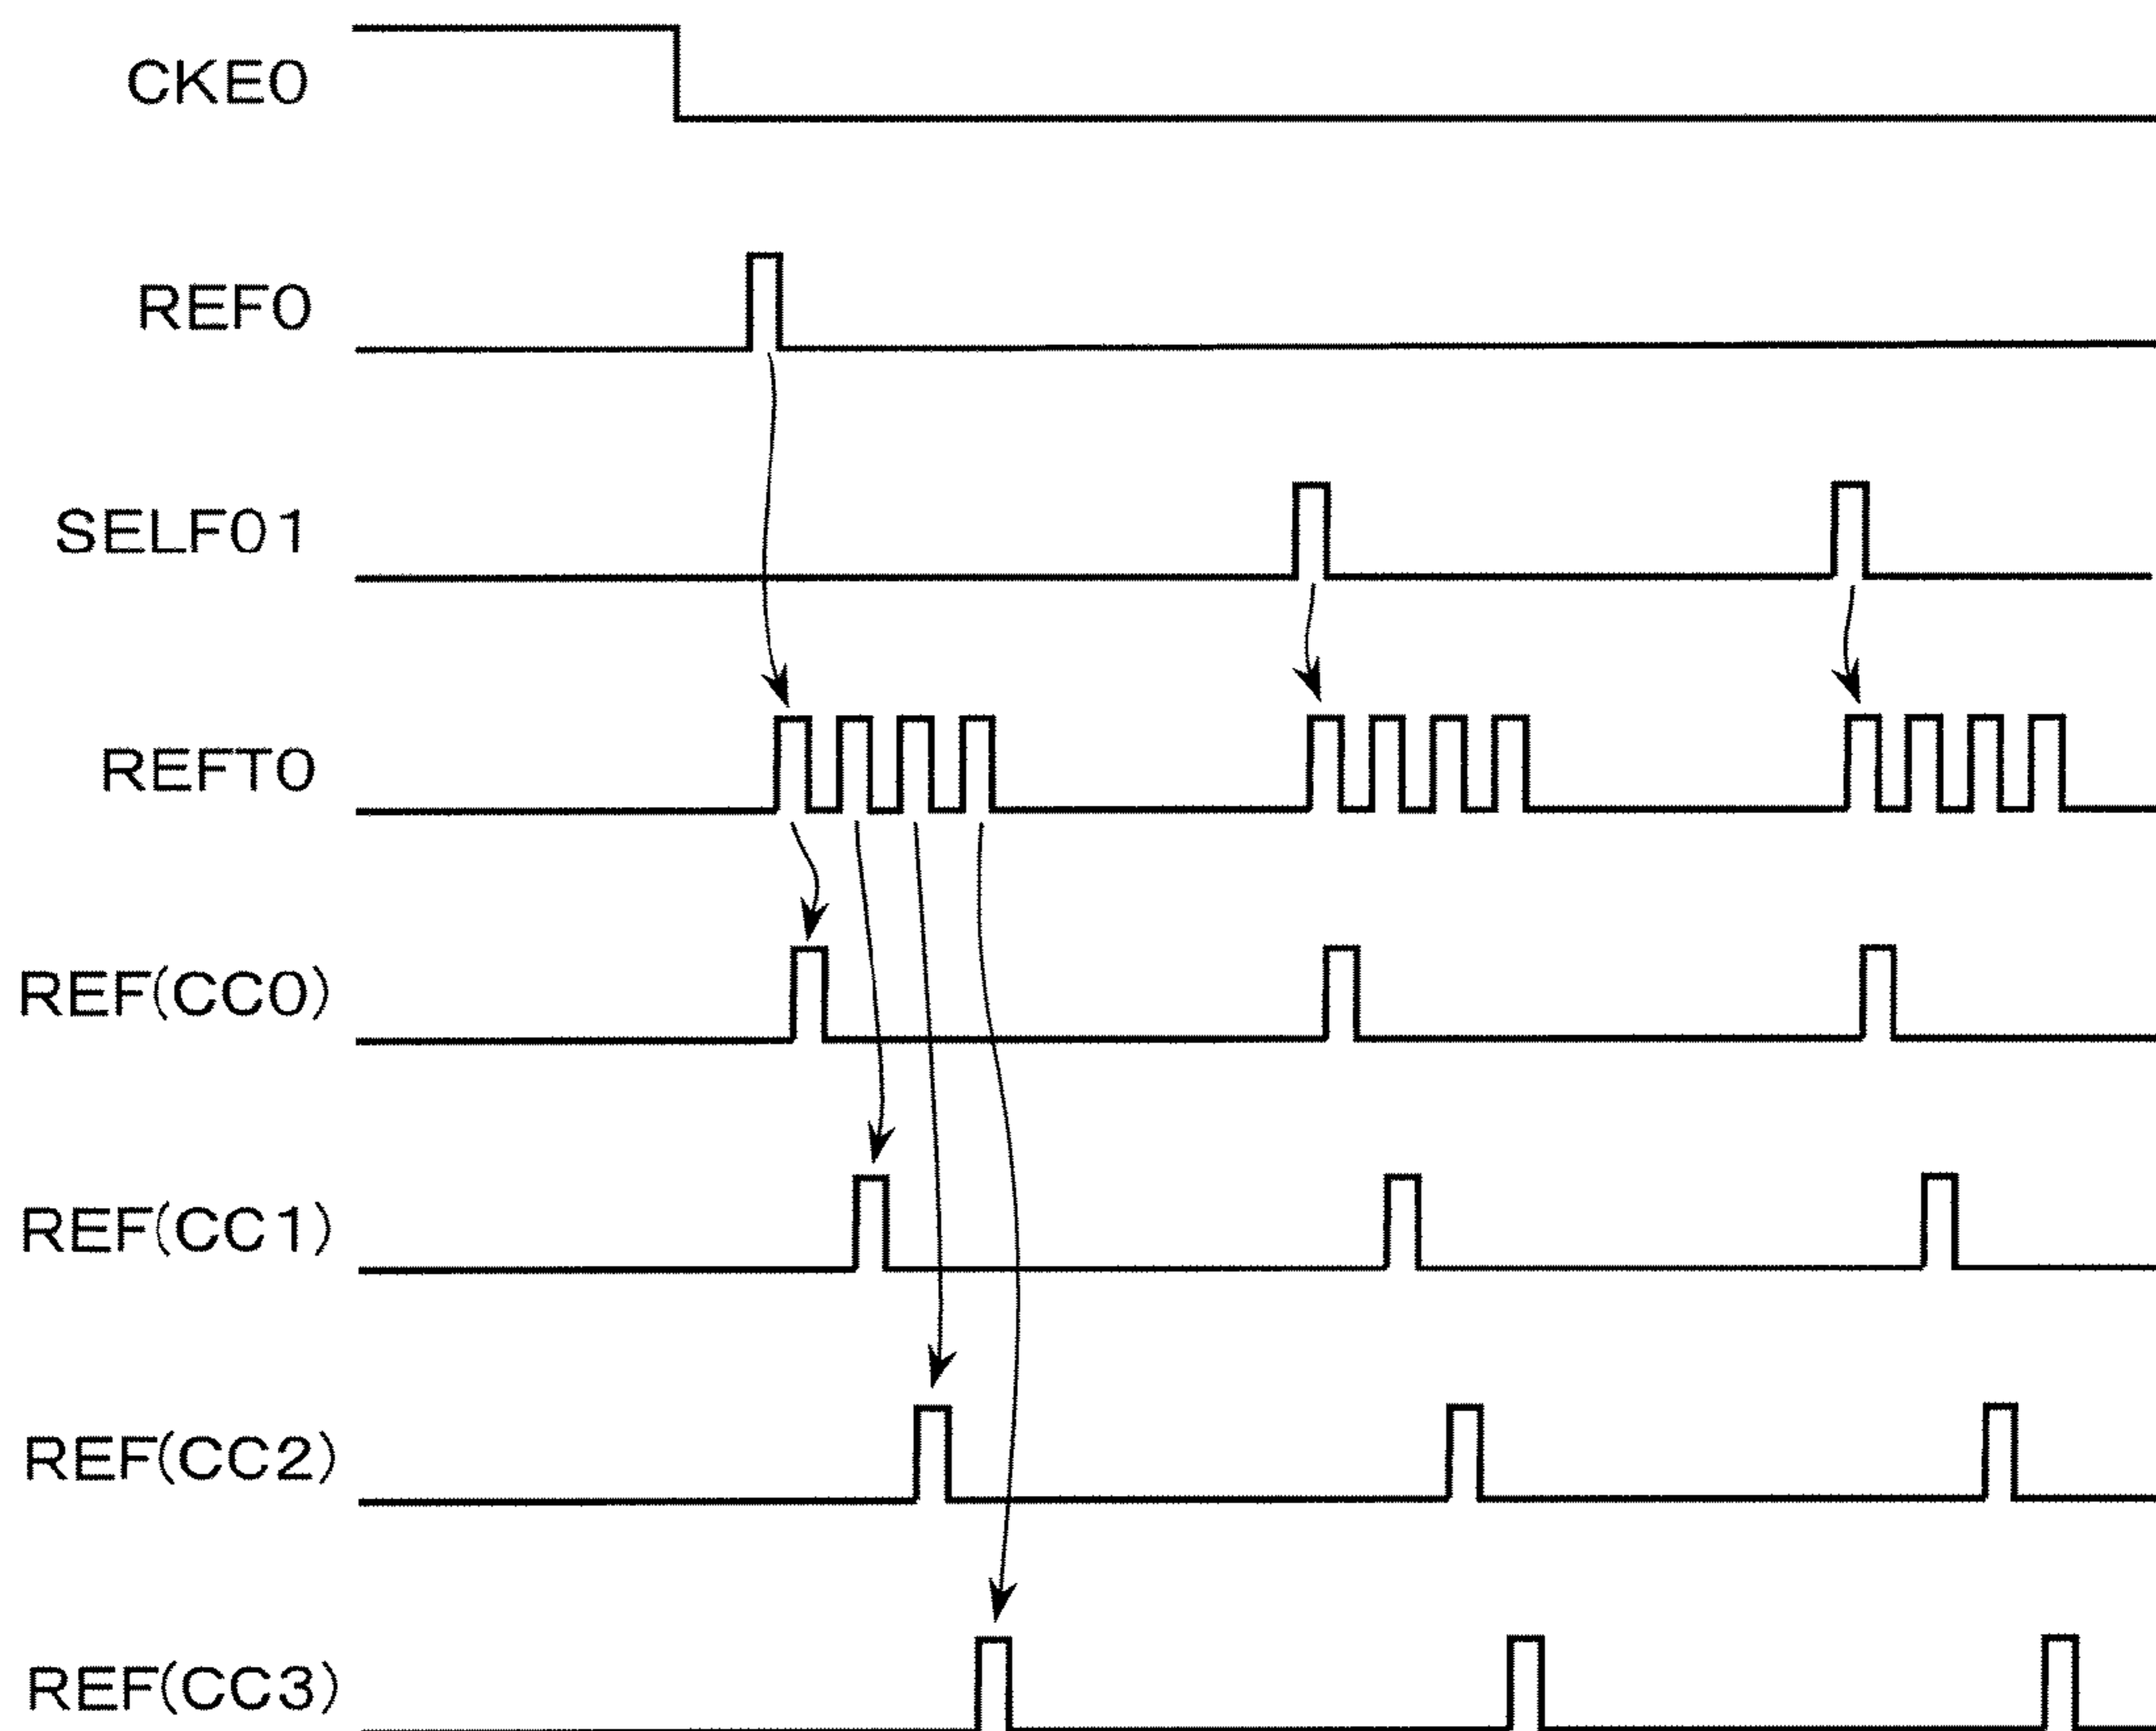 CKE0
REF0
SELF01
REFT0
REF(CC0)
REF(CC1)
REF(CC2)
REF(CC3)